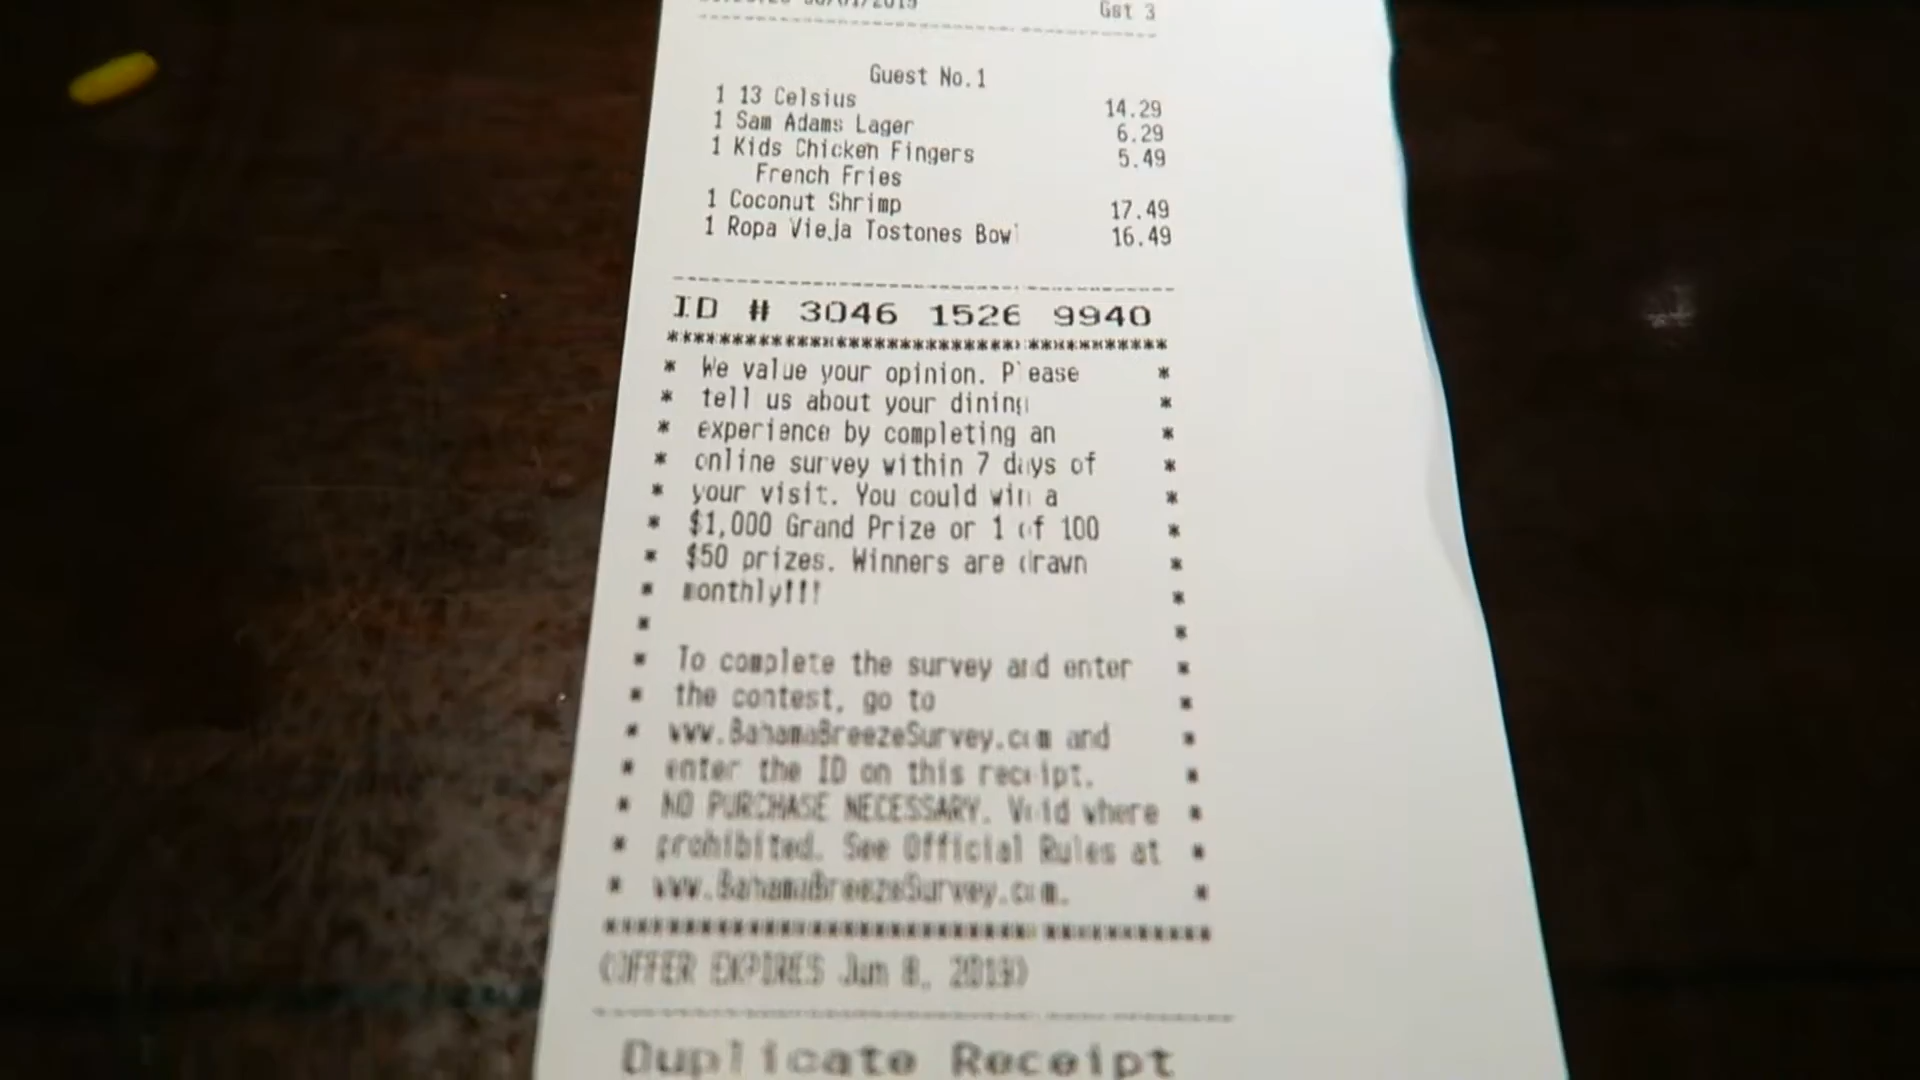 Gst 3
Guest No.1
1 13 Celsius 14.29
1 Sam Adams Lager 6.29
1 Kids Chicken Fingers 5.49
French Fries
1 Coconut Shrimp 17.49
1 Ropa Vieja Tostones Bowl 16.49
ID # 3046 1526 9940
****************************************
* We value your opinion. Please *
* tell us about your dining *
* experience by completing an *
* online survey within 7 days of *
* your visit. You could win a *
* $1,000 Grand Prize or 1 of 100 *
* $50 prizes. Winners are drawn *
* monthly!!! *
* *
* To complete the survey and enter *
* the contest, go to *
* www.BahamaBreezeSurvey.com and *
* enter the ID on this receipt. *
* NO PURCHASE NECESSARY. Void where *
* prohibited. See Official Rules at *
* www.BahamaBreezeSurvey.com. *
****************************************
(OFFER EXPIRES Jun 8, 2019)
Duplicate Receipt